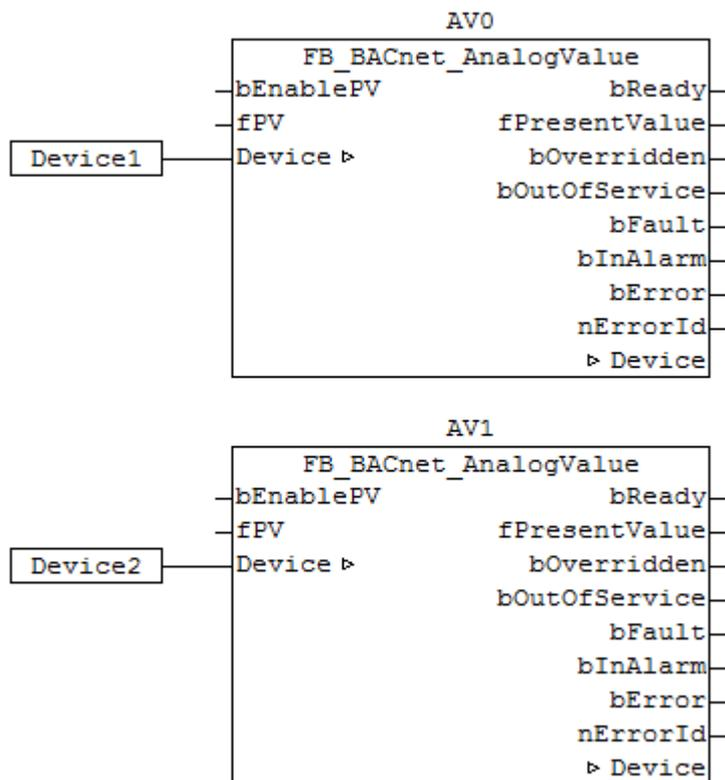 AV0
FB_BACnet_AnalogValue
bEnablePV bReady
fPV fPresentValue
Device1 Device ▷ bOverridden
bOutOfService
bFault
bInAlarm
bError
nErrorId
▷ Device
AV1
FB_BACnet_AnalogValue
bEnablePV bReady
fPV fPresentValue
Device2 Device ▷ bOverridden
bOutOfService
bFault
bInAlarm
bError
nErrorId
▷ Device